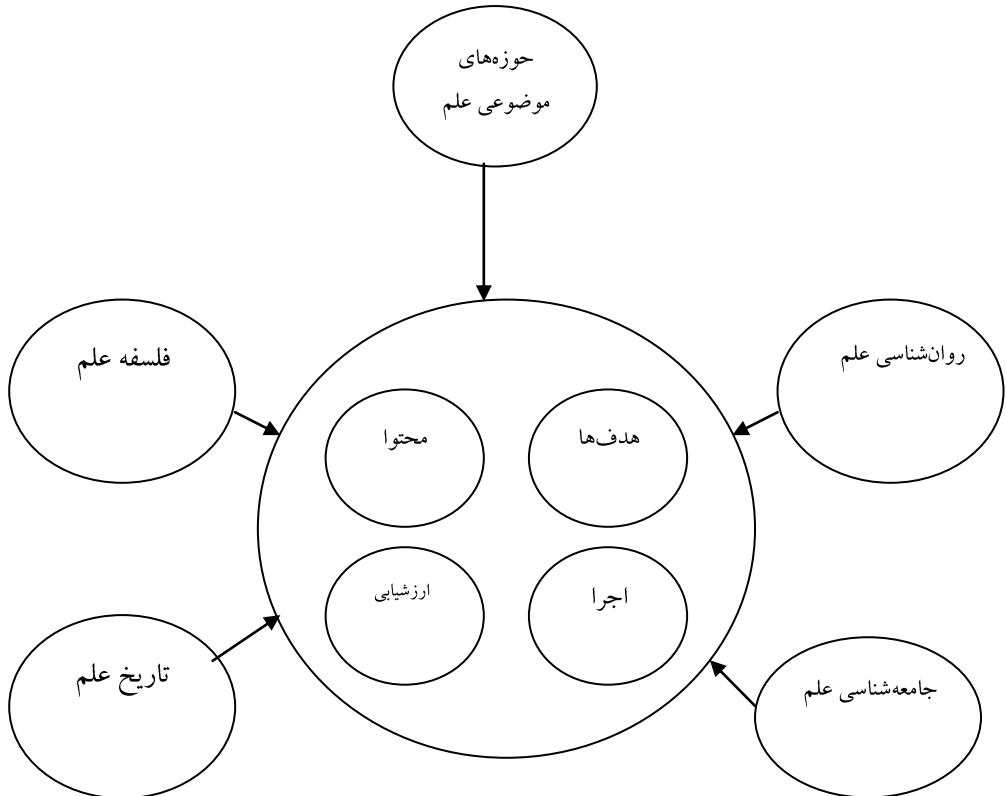 حوزه‌های
موضوعی علم
روان‌شناسی علم
فلسفه علم
هدف‌ها
محتوا
اجرا
ارزشیابی
جامعه‌شناسی علم
تاریخ علم